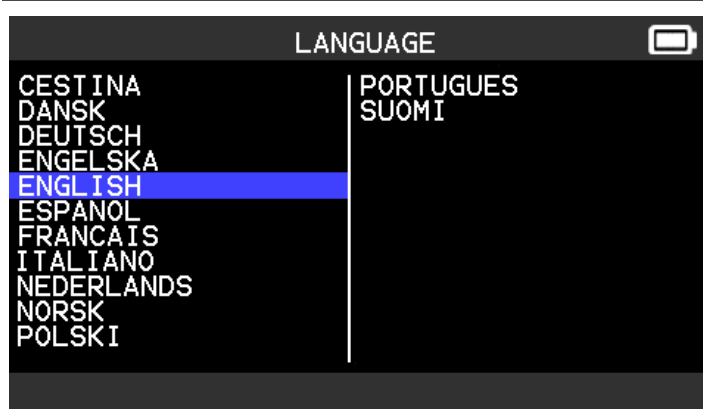 LANGUAGE
CESTINA
DANSK
DEUTSCH
ENGELSKA
ENGLISH
ESPANOL
FRANCAIS
ITALIANO
NEDERLANDS
NORSK
POLSKI
PORTUGUES
SUOMI